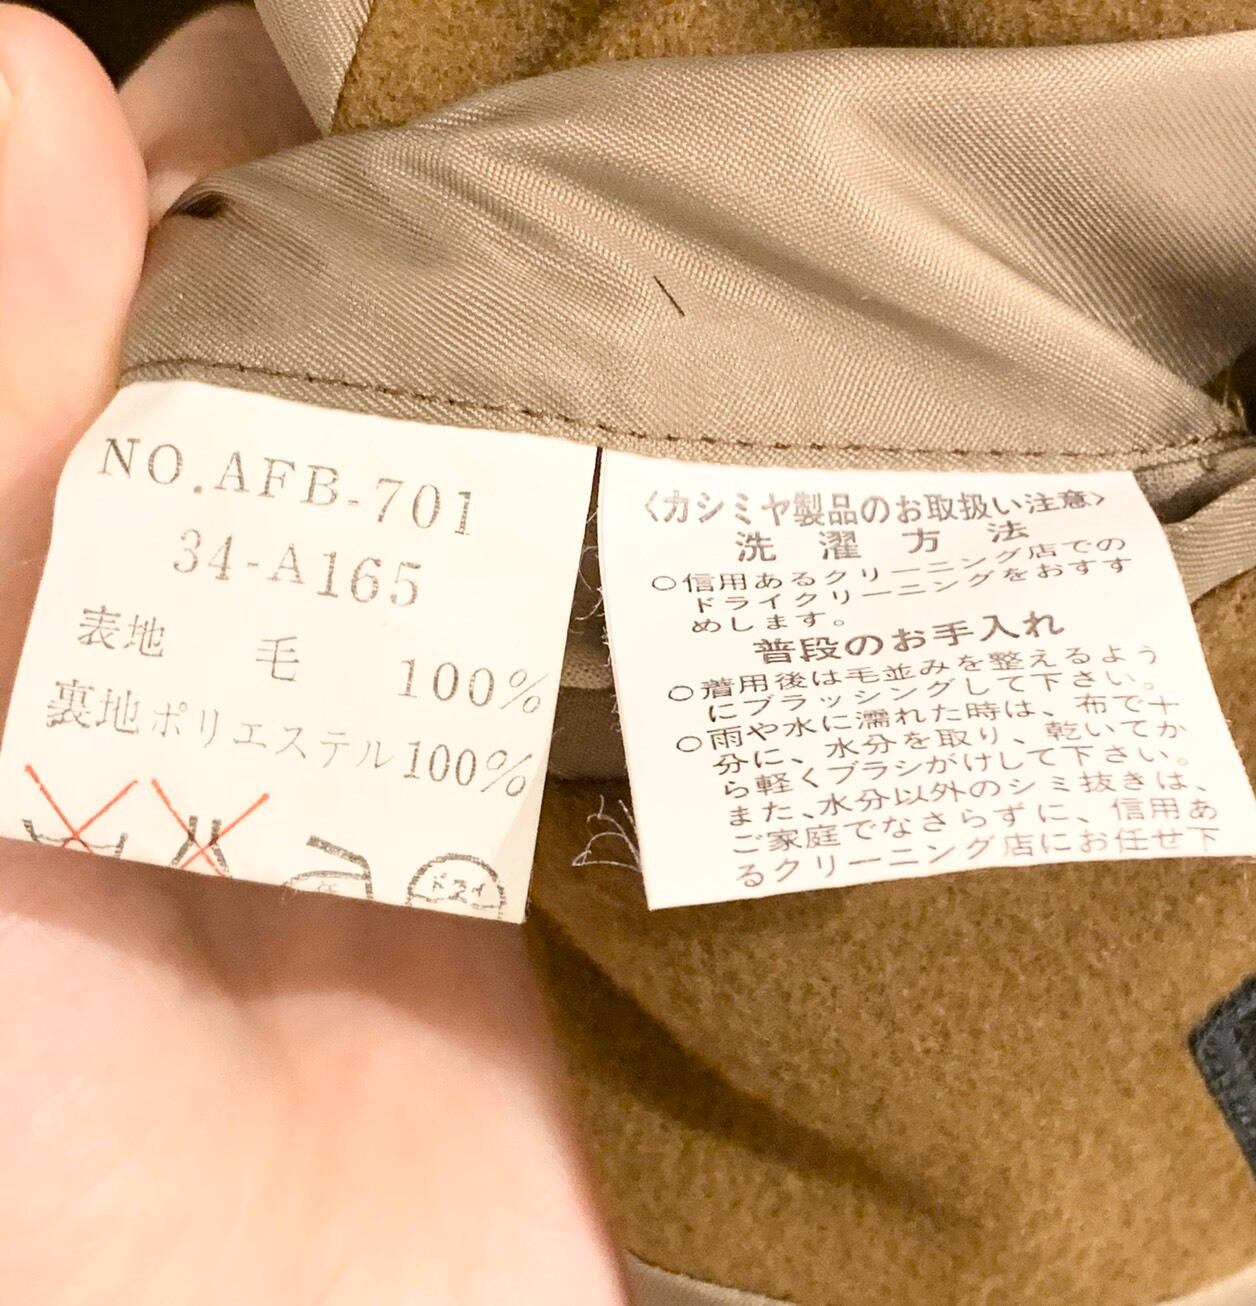 NO.AFB-701
34-A165
表地 毛 100%
裏地ポリエステル100%
ドライ
〈カシミヤ製品のお取扱い注意〉
洗濯方法
○信用あるクリーニング店での
ドライクリーニングをおすす
めします。
普段のお手入れ
○着用後は毛並みを整えるよう
にブラッシングして下さい。
○雨や水に濡れた時は、布で十
分に、水分を取り、乾いてか
ら軽くブラシがけして下さい。
また、水分以外のシミ抜きは、
ご家庭でなさらずに、信用あ
るクリーニング店にお任せ下